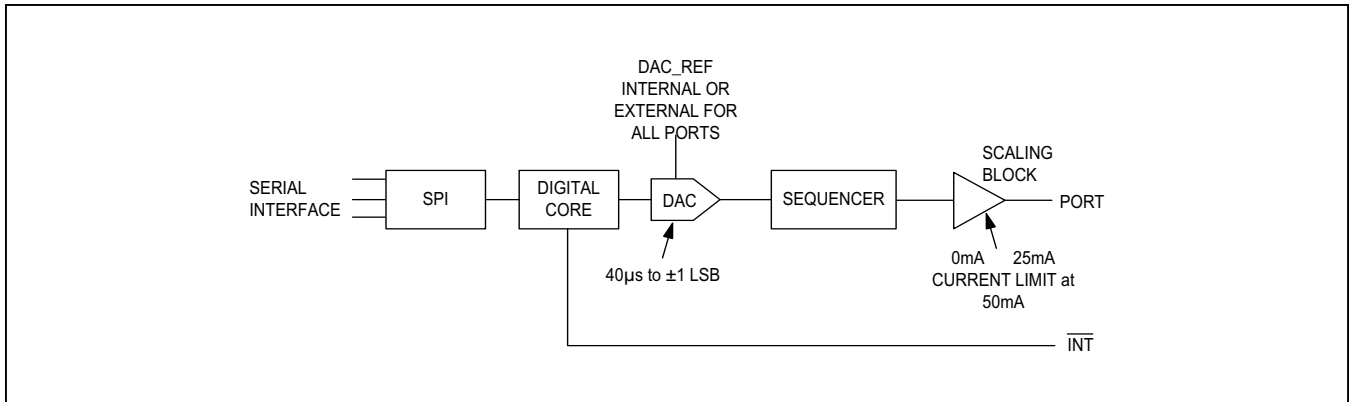 DAC_REF
INTERNAL OR
EXTERNAL FOR
ALL PORTS
SERIAL
INTERFACE
SPI
DIGITAL
CORE
DAC
SEQUENCER
SCALING
BLOCK
PORT
40µs to ±1 LSB
0mA 25mA
CURRENT LIMIT at
50mA
INT